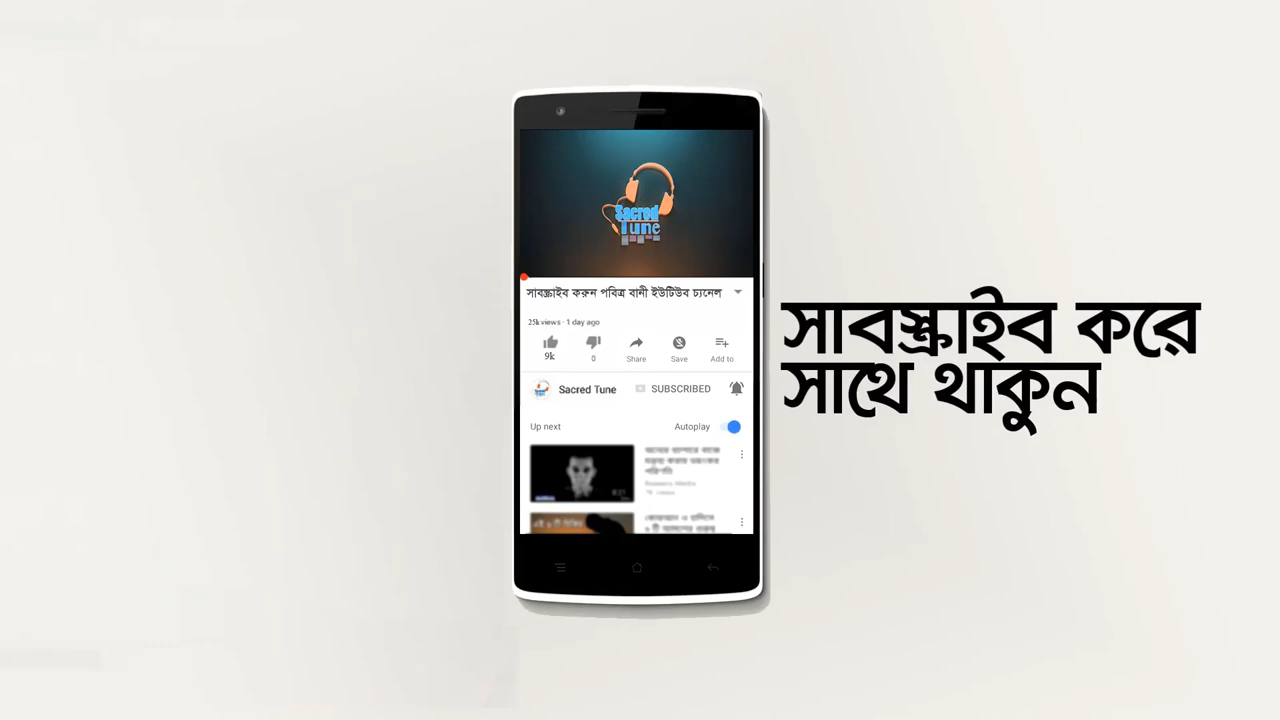 Sacred
Tune
সাবস্ক্রাইব করুন পবিত্র বানী ইউটিউব চ্যনেল
25k views · 1 day ago
9k
0
Share
Save
Add to
Sacred Tune
SUBSCRIBED
Up next
Autoplay
সাবস্ক্রাইব করে
সাথে থাকুন